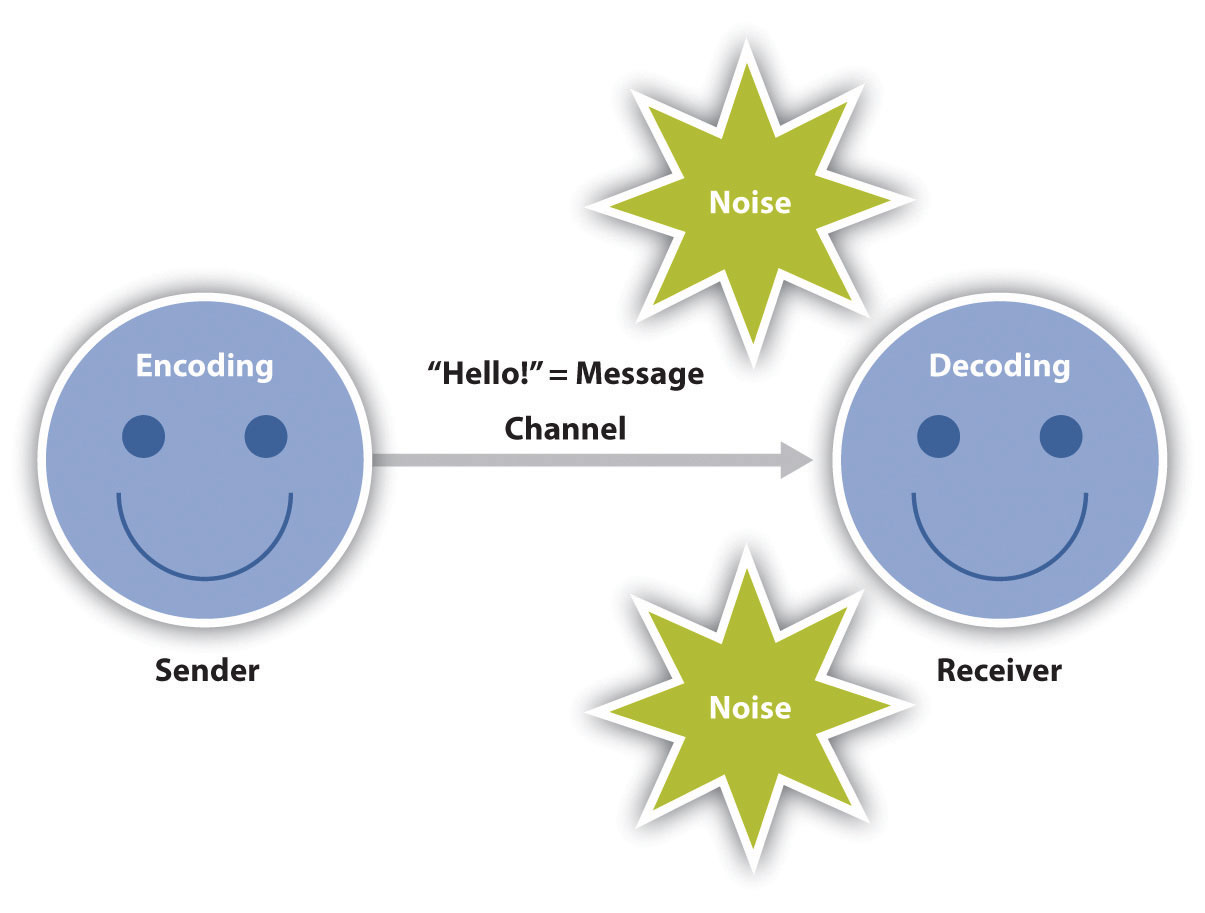 Noise
Encoding
“Hello!” = Message
Channel
Decoding
Sender
Receiver
Noise